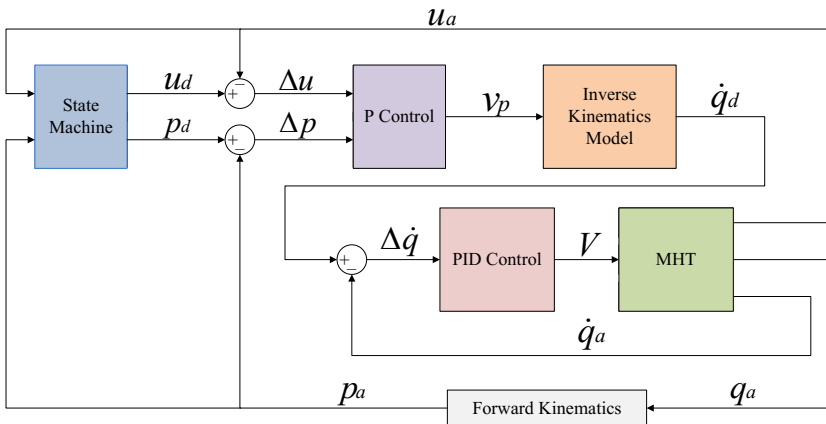 u_a
State
Machine
u_d
+
−
−
Δu
p_d
+
−
Δp
P Control
v_p
Inverse
Kinematics
Model
q̇_d
+
−
Δq̇
PID Control
V
MHT
q̇_a
p_a
Forward Kinematics
q_a